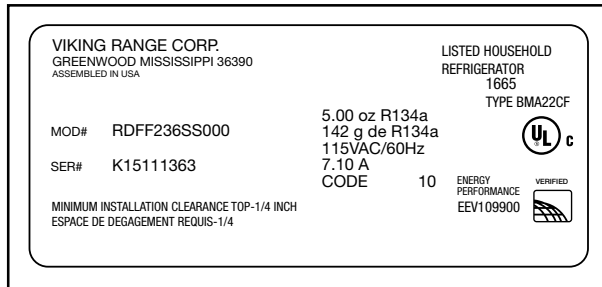 VIKING RANGE CORP.
GREENWOOD MISSISSIPPI 36390
ASSEMBLED IN USA
LISTED HOUSEHOLD
REFRIGERATOR
1665
TYPE BMA22CF
MOD# RDFF236SS000
SER# K15111363
5.00 oz R134a
142 g de R134a
115VAC/60Hz
7.10 A
CODE 10
UL ® C
ENERGY
PERFORMANCE
EEV109900
VERIFIED
MINIMUM INSTALLATION CLEARANCE TOP-1/4 INCH
ESPACE DE DEGAGEMENT REQUIS-1/4